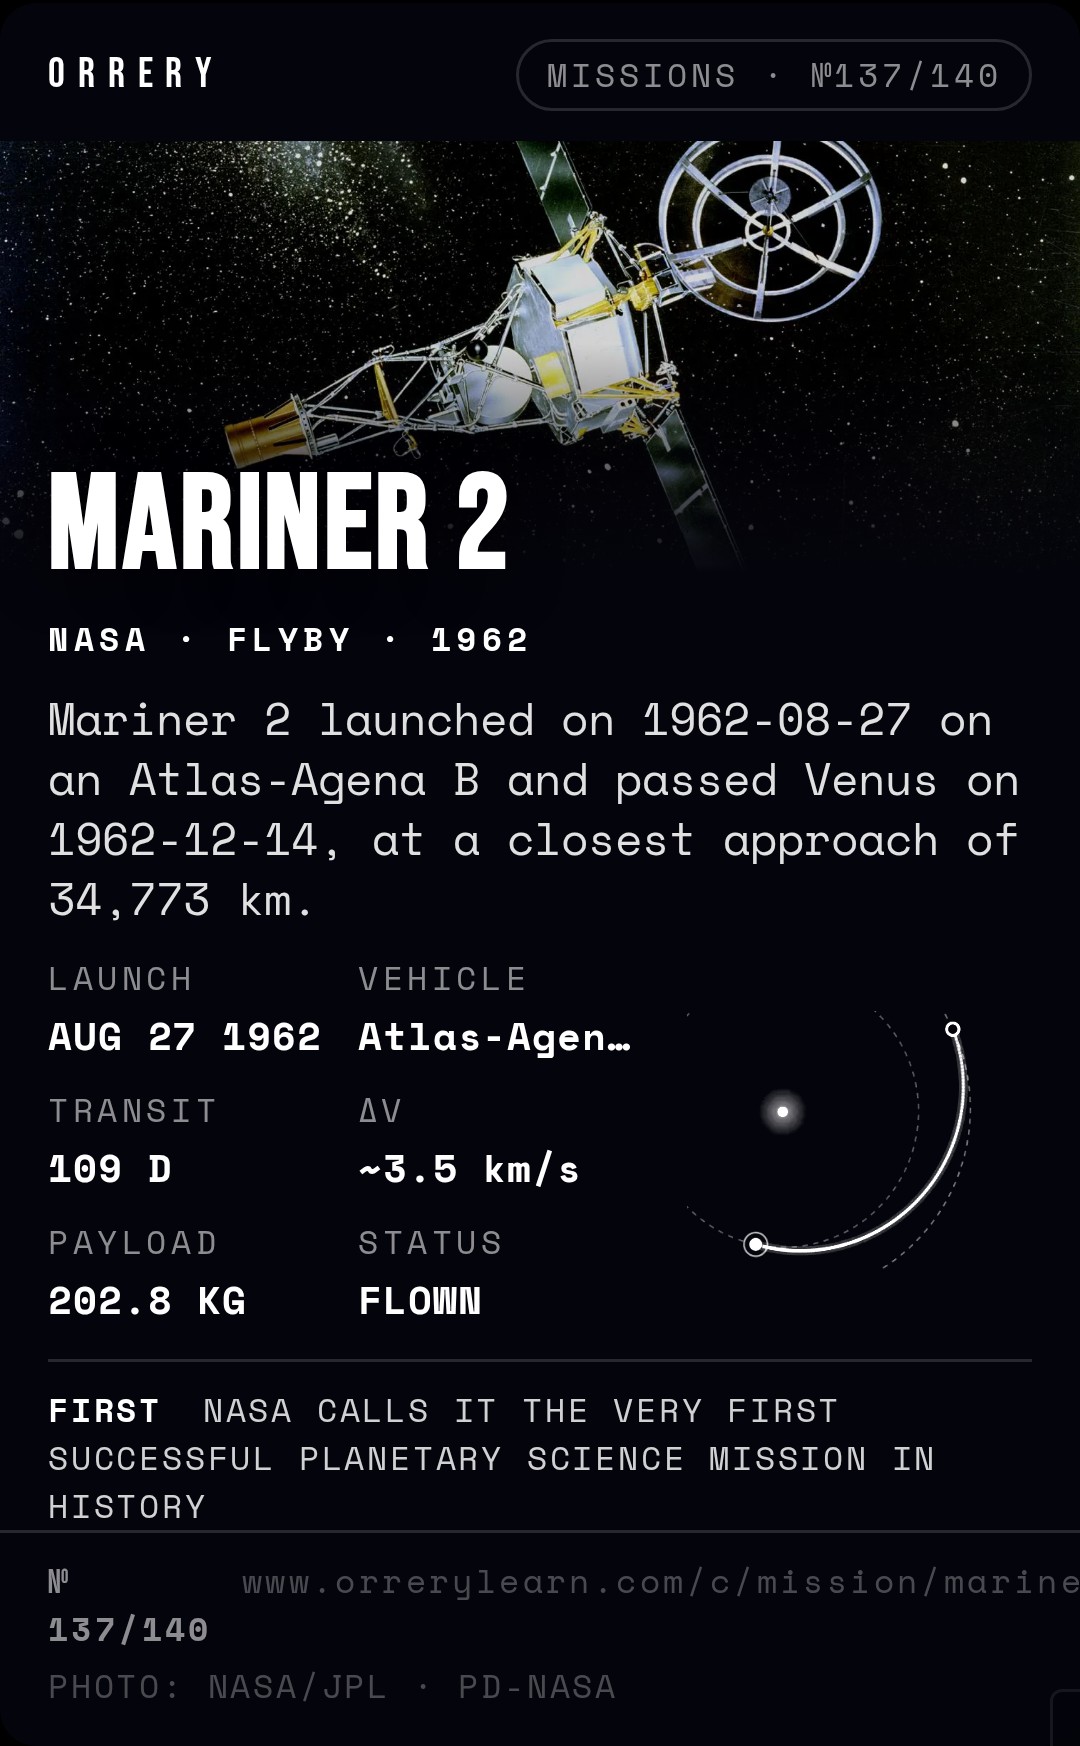 ORRERY
MISSIONS · №137/140
MARINER 2
NASA · FLYBY · 1962
Mariner 2 launched on 1962-08-27 on
an Atlas-Agena B and passed Venus on
1962-12-14, at a closest approach of
34,773 km.
LAUNCH VEHICLE
AUG 27 1962 Atlas-Agen…
TRANSIT ΔV
109 D ~3.5 km/s
PAYLOAD STATUS
202.8 KG FLOWN
FIRST NASA CALLS IT THE VERY FIRST
SUCCESSFUL PLANETARY SCIENCE MISSION IN
HISTORY
№ www.orrerylearn.com/c/mission/marine
137/140
PHOTO: NASA/JPL · PD-NASA